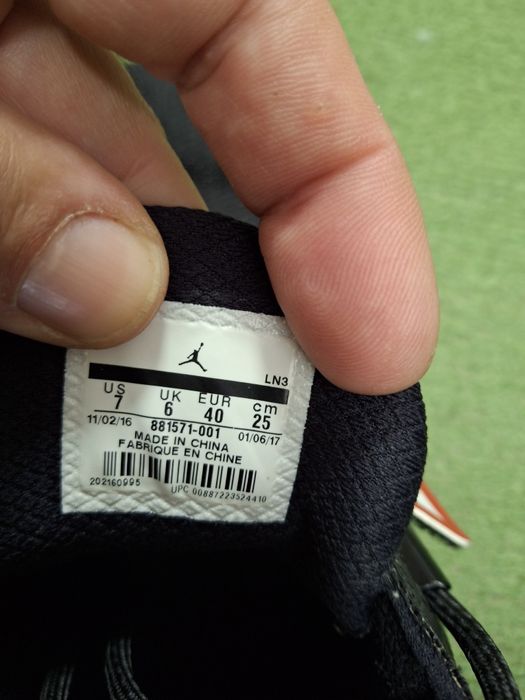 LN3
US UK EUR cm
7 6 40 25
11/02/16 881571-001 01/06/17
MADE IN CHINA
FABRIQUE EN CHINE
202160995 UPC 00887223524410